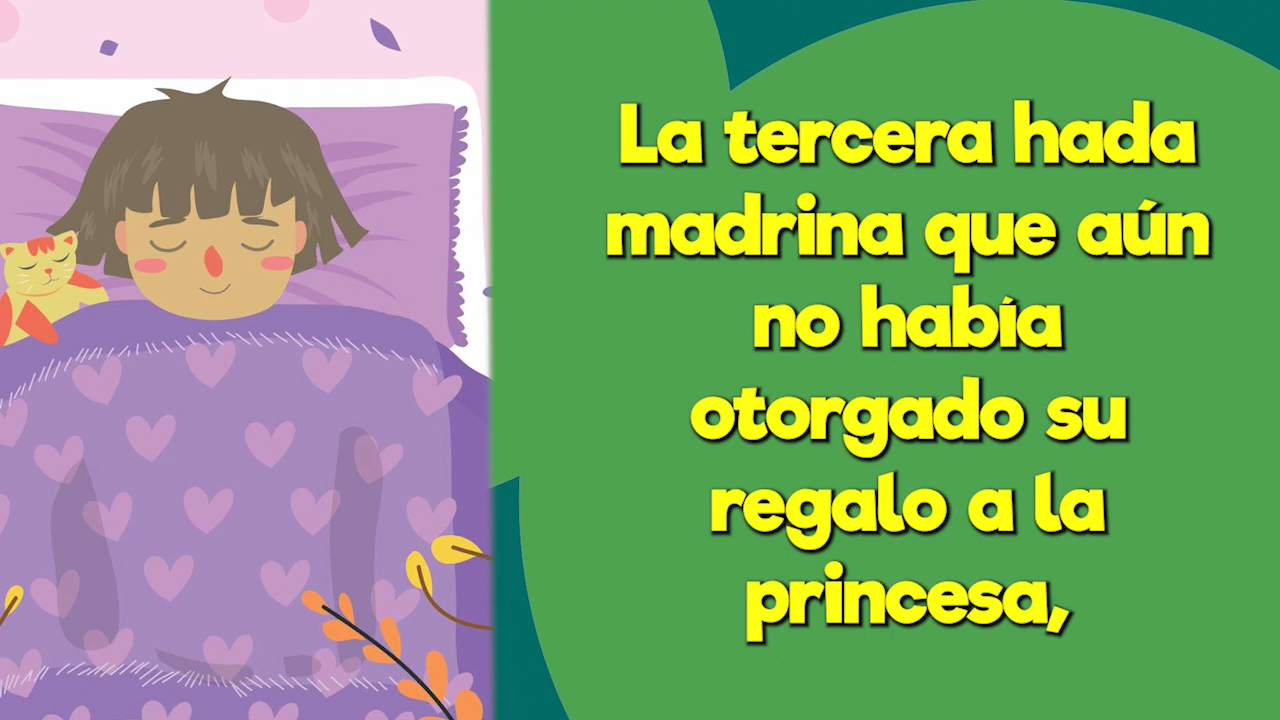 La tercera hada
madrina que aún
no había
otorgado su
regalo a la
princesa,